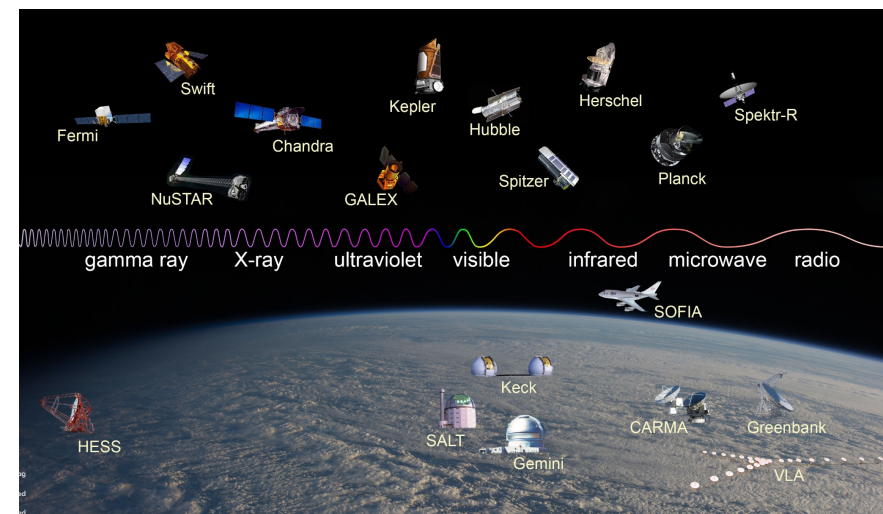 Swift
Kepler
Herschel
Spektr-R
Fermi
Chandra
Hubble
NuSTAR
GALEX
Spitzer
Planck
gamma ray
X-ray
ultraviolet
visible
infrared
microwave
radio
SOFIA
Keck
HESS
SALT
Gemini
CARMA
Greenbank
VLA